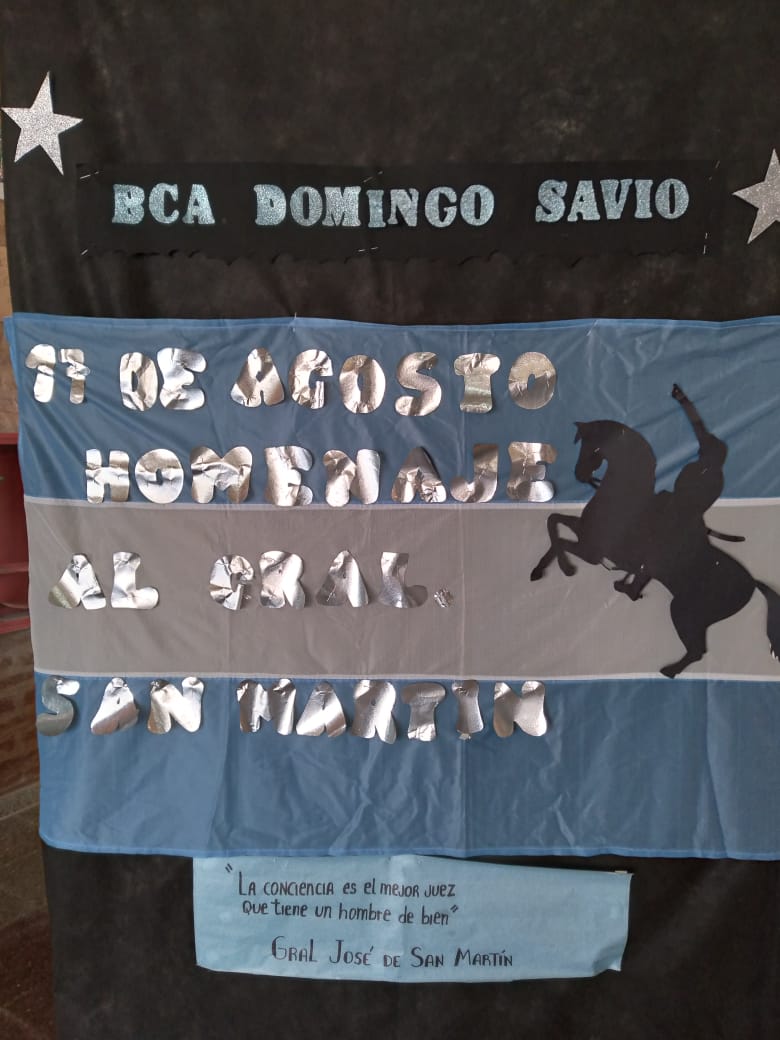 BCA DOMINGO SAVIO
17 DE AGOSTO
HOMENAJE
AL GRAL.
SAN MARTIN
"LA CONCIENCIA ES EL MEJOR JUEZ
QUE TIENE UN HOMBRE DE BIEN"
GRAL JOSÉ DE SAN MARTÍN